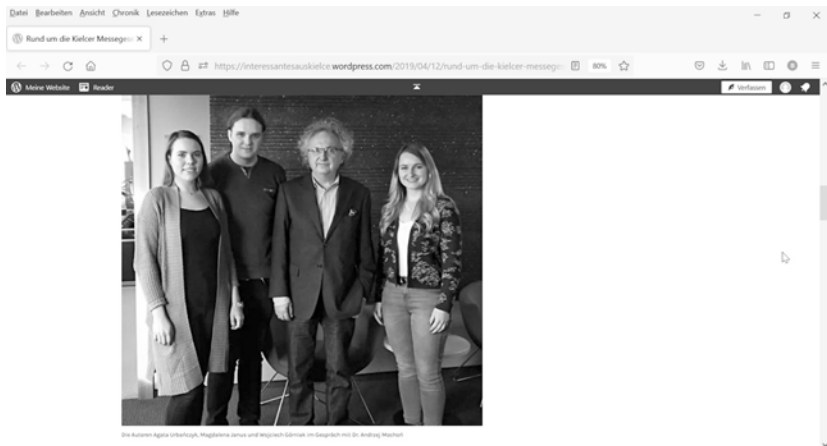 Datei Bearbeiten Ansicht Chronik Lesezeichen Extras Hilfe
Rund um die Kielcer Messegese
https://interessantesauskielce.wordpress.com/2019/04/12/rund-um-die-kielcer-messege
80%
Meine Website Reader Verfassen
Die Autoren Agata Urbańczyk, Magdalena Janus und Wojciech Górniak im Gespräch mit Dr. Andrzej Mochoń